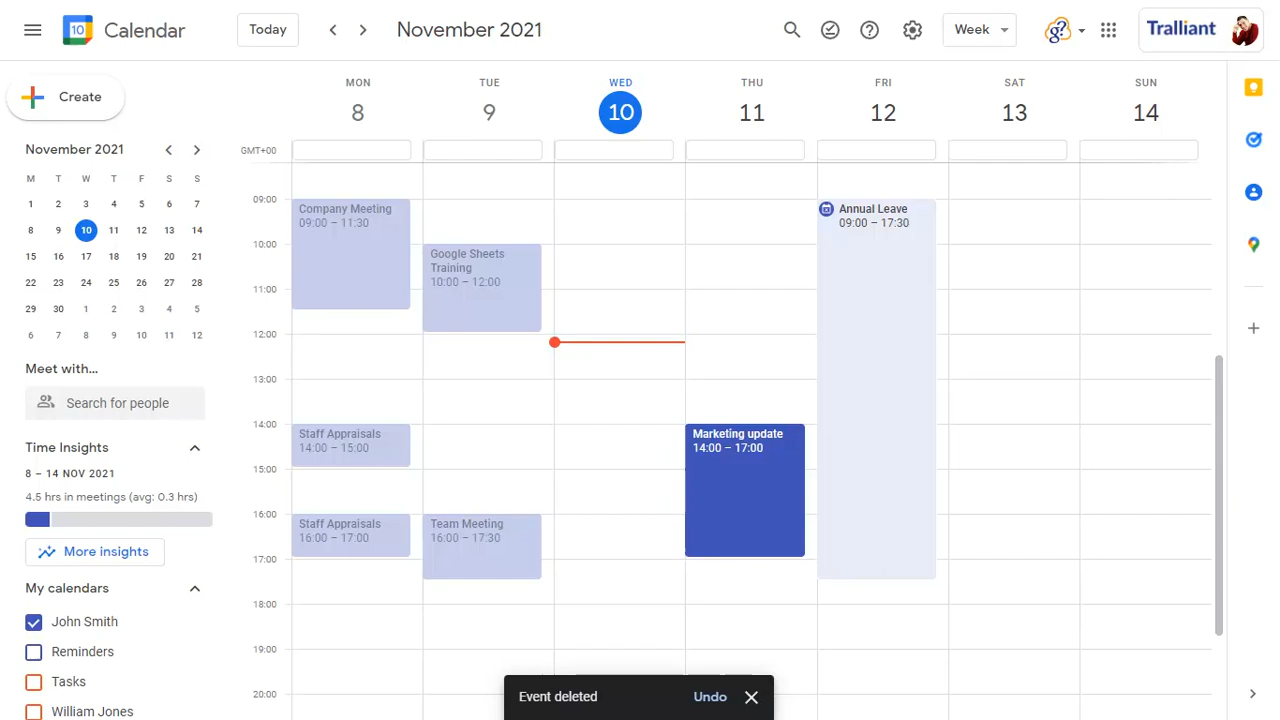 10 Calendar
Today
November 2021
Week
g?
Tralliant
Create
November 2021
M T W T F S S
1 2 3 4 5 6 7
8 9 10 11 12 13 14
15 16 17 18 19 20 21
22 23 24 25 26 27 28
29 30 1 2 3 4 5
6 7 8 9 10 11 12
Meet with...
Search for people
Time Insights
8 – 14 NOV 2021
4.5 hrs in meetings (avg: 0.3 hrs)
More insights
My calendars
John Smith
Reminders
Tasks
William Jones
MON TUE WED THU FRI SAT SUN
8 9 10 11 12 13 14
GMT+00
09:00
10:00
11:00
12:00
13:00
14:00
15:00
16:00
17:00
18:00
19:00
20:00
Company Meeting
09:00 – 11:30
Staff Appraisals
14:00 – 15:00
Staff Appraisals
16:00 – 17:00
Google Sheets
Training
10:00 – 12:00
Team Meeting
16:00 – 17:30
Marketing update
14:00 – 17:00
Annual Leave
09:00 – 17:30
Event deleted
Undo